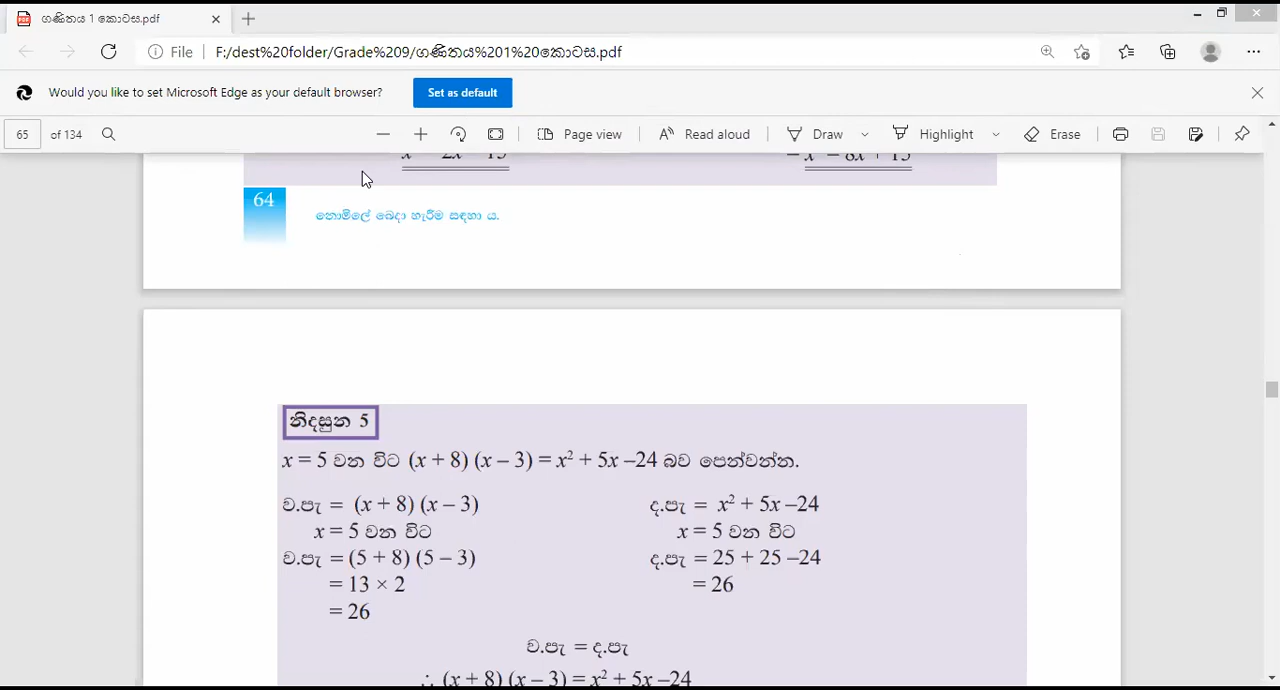 ගණිතය 1 කොටස.pdf
File F:/dest%20folder/Grade%209/ගණිතය%201%20කොටස.pdf
Would you like to set Microsoft Edge as your default browser? Set as default
65 of 134 Page view Read aloud Draw Highlight Erase
64
නොමිලේ බෙදා හැරීම සඳහා ය.
නිදසුන 5
x = 5 වන විට (x + 8) (x – 3) = x² + 5x –24 බව පෙන්වන්න.
ව.පැ = (x + 8) (x – 3) ද.පැ = x² + 5x –24
x = 5 වන විට x = 5 වන විට
ව.පැ = (5 + 8) (5 – 3) ද.පැ = 25 + 25 –24
= 13 × 2 = 26
= 26
ව.පැ = ද.පැ
∴ (x + 8) (x – 3) = x² + 5x –24